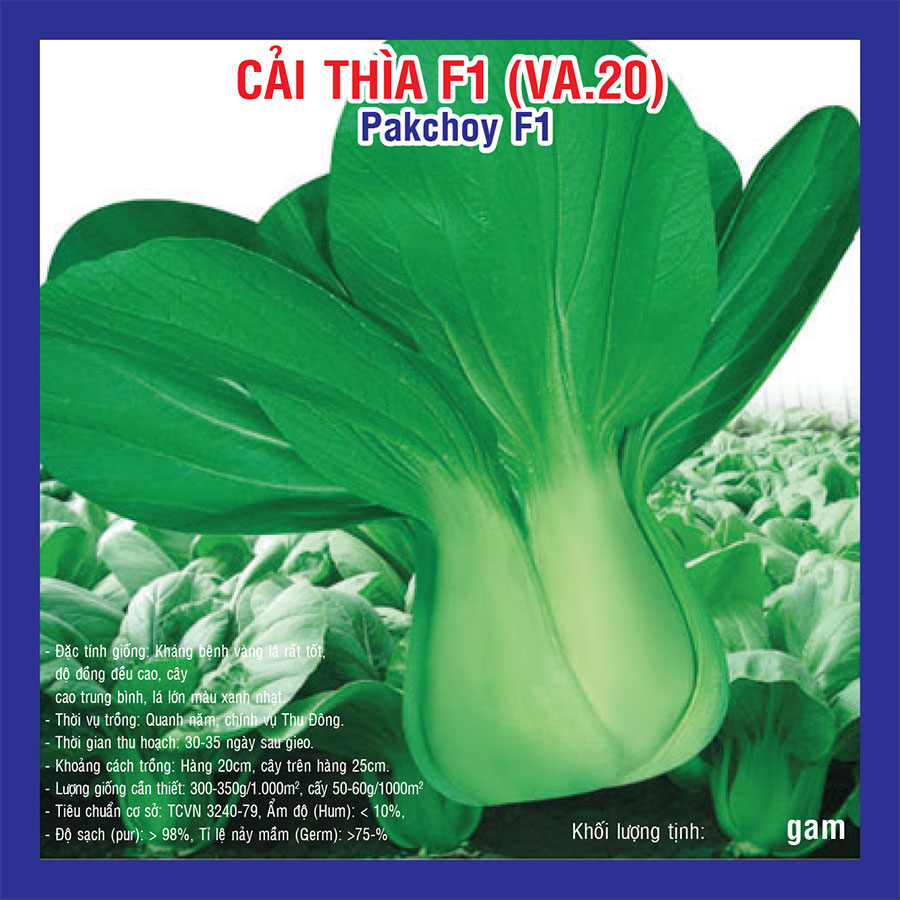 CẢI THÌA F1 (VA.20)
Pakchoy F1
- Đặc tính giống: Kháng bệnh vàng lá rất tốt,
độ đồng đều cao, cây
cao trung bình, lá lớn màu xanh nhạt
- Thời vụ trồng: Quanh năm, chính vụ Thu Đông.
- Thời gian thu hoạch: 30-35 ngày sau gieo.
- Khoảng cách trồng: Hàng 20cm, cây trên hàng 25cm.
- Lượng giống cần thiết: 300-350g/1.000m², cấy 50-60g/1000m²
- Tiêu chuẩn cơ sở: TCVN 3240-79, Ẩm độ (Hum): < 10%,
- Độ sạch (pur): > 98%, Tỉ lệ nảy mầm (Germ): >75-%
Khối lượng tịnh: gam